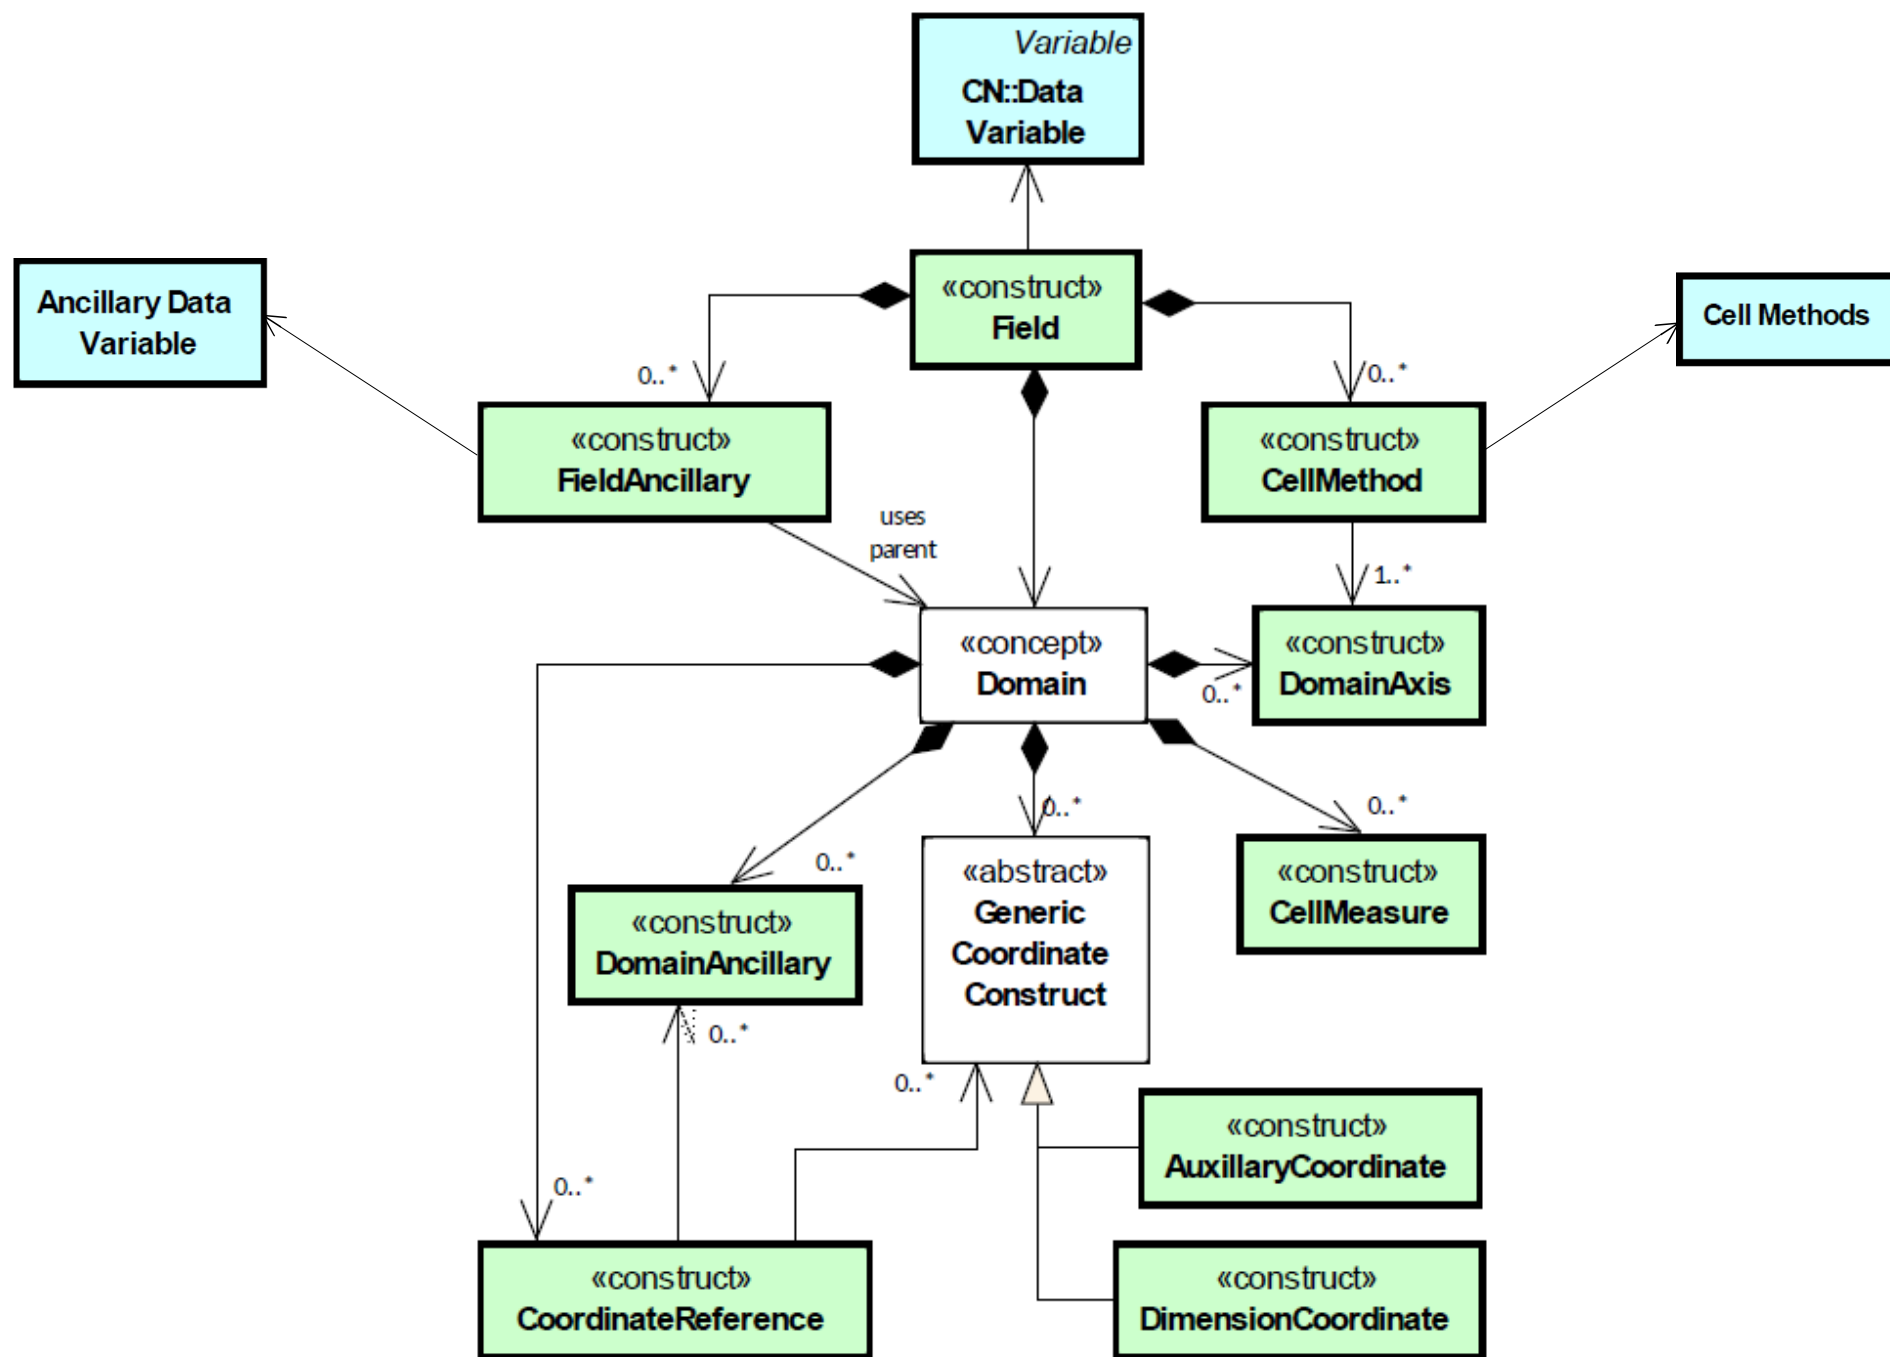 Variable
CN::Data
Variable
Ancillary Data
Variable
«construct»
Field
Cell Methods
0..*
0..*
«construct»
FieldAncillary
«construct»
CellMethod
uses
parent
1..*
«concept»
Domain
«construct»
DomainAxis
0..*
0..*
0..*
0..*
«construct»
DomainAncillary
«abstract»
Generic
Coordinate
Construct
«construct»
CellMeasure
0..*
0..*
0..*
«construct»
AuxillaryCoordinate
«construct»
CoordinateReference
«construct»
DimensionCoordinate